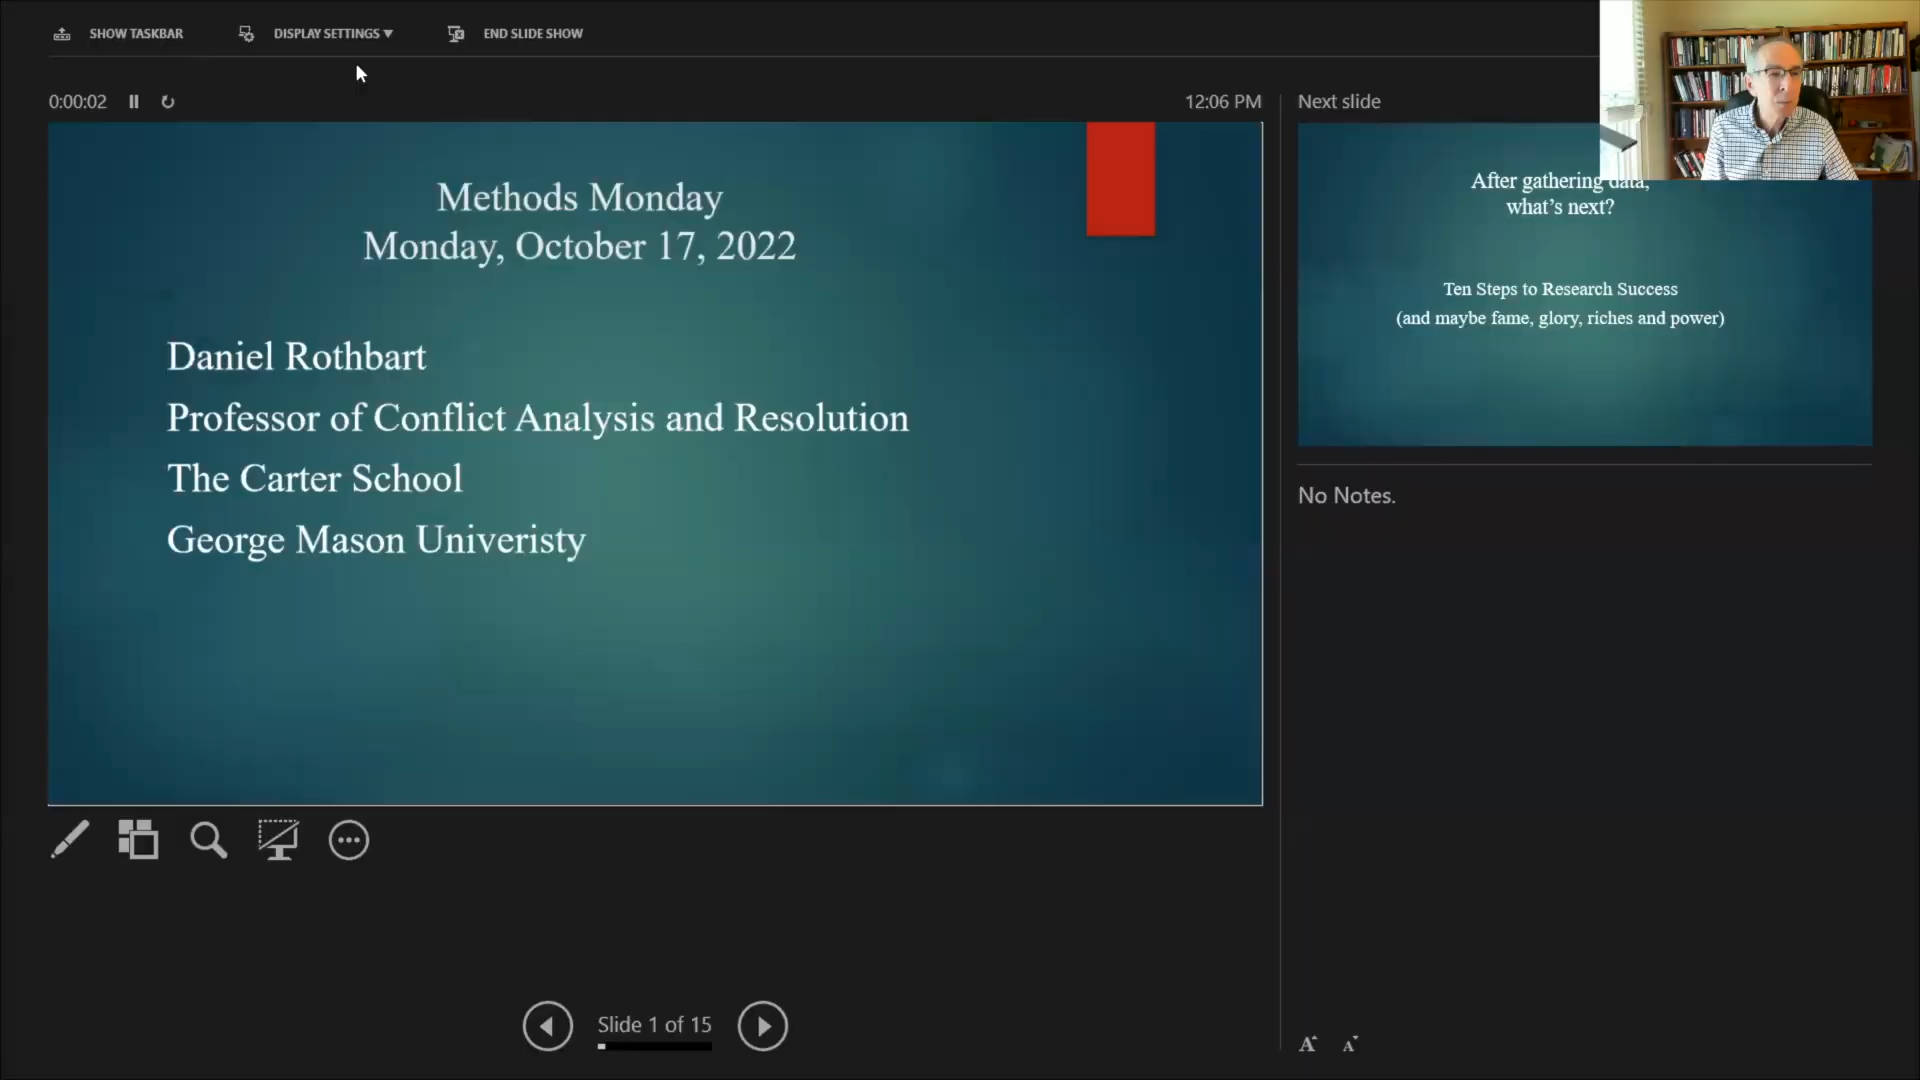 SHOW TASKBAR
DISPLAY SETTINGS ▾
END SLIDE SHOW
0:00:02
12:06 PM
Next slide
Methods Monday
Monday, October 17, 2022
Daniel Rothbart
Professor of Conflict Analysis and Resolution
The Carter School
George Mason Univeristy
After gathering data,
what's next?
Ten Steps to Research Success
(and maybe fame, glory, riches and power)
No Notes.
Slide 1 of 15
A A